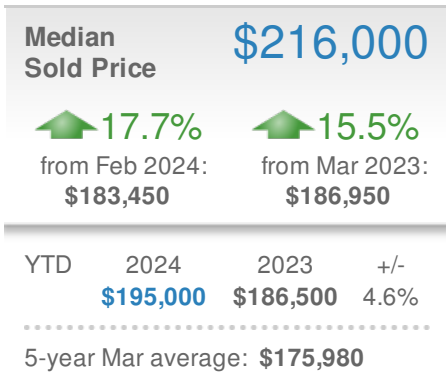 Median
Sold Price
$216,000
17.7%
from Feb 2024:
$183,450
15.5%
from Mar 2023:
$186,950
YTD 2024 2023 +/-
$195,000 $186,500 4.6%
5-year Mar average: $175,980